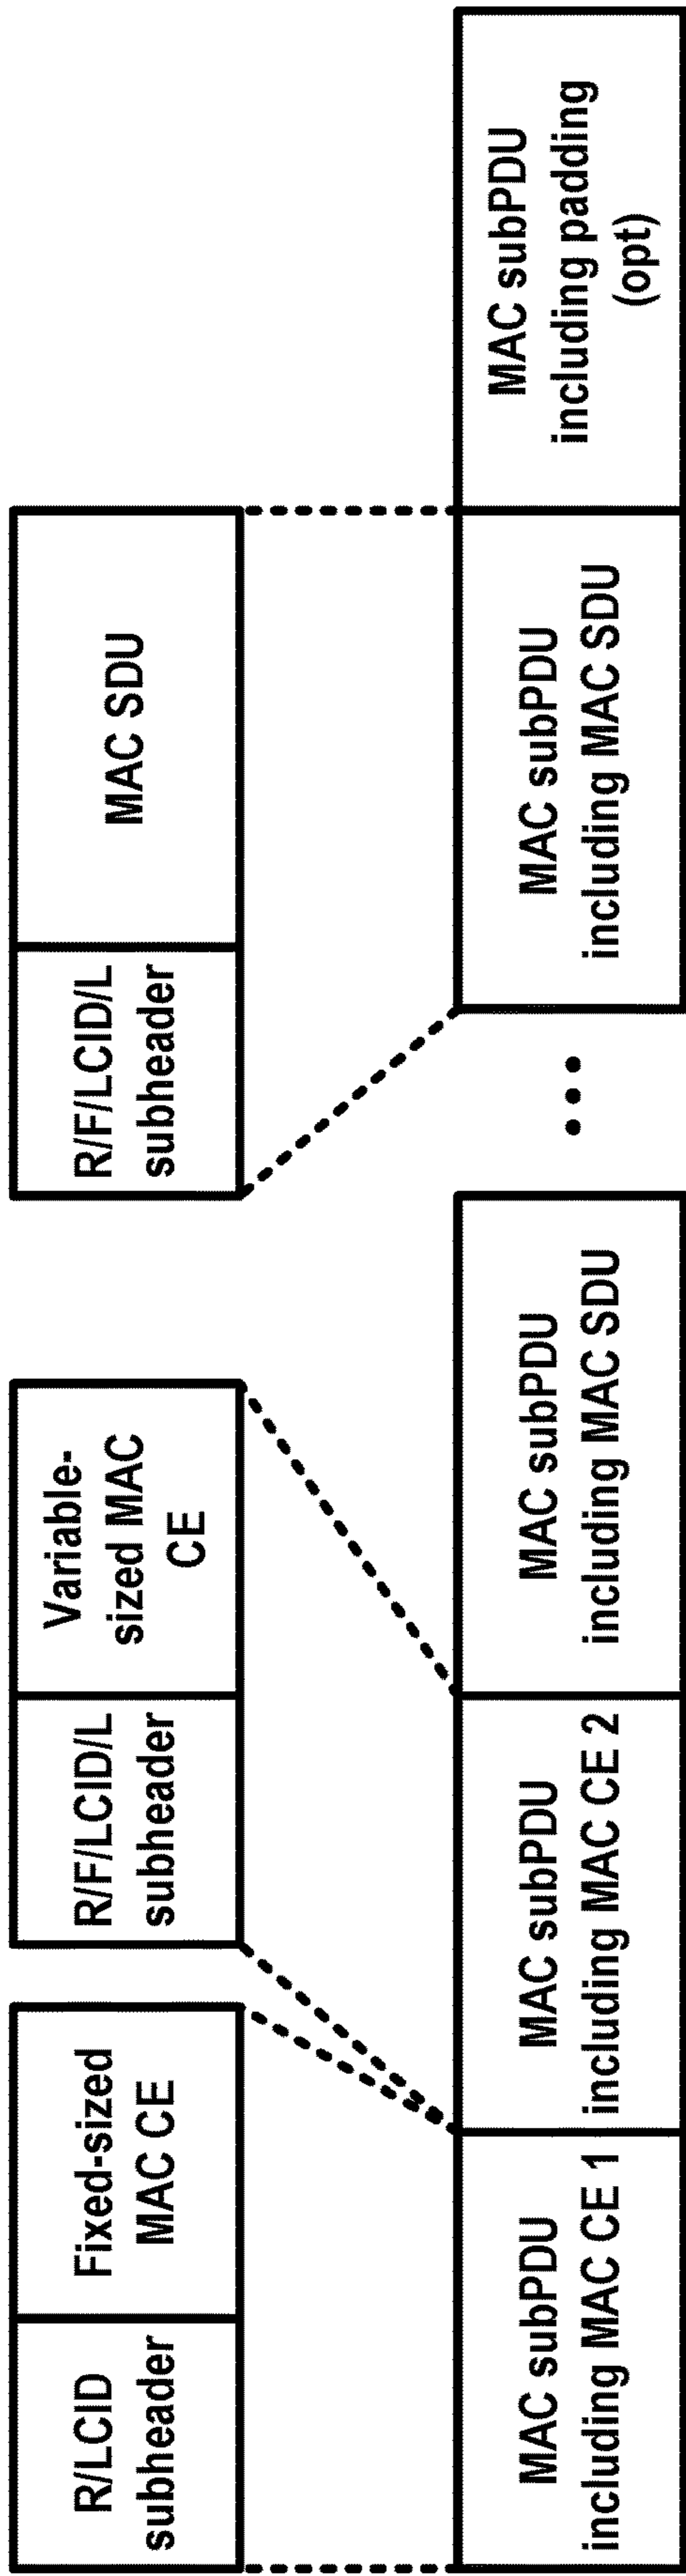 R/LCID
subheader
Fixed-sized
MAC CE
R/F/LCID/L
subheader
Variable-
sized MAC
CE
R/F/LCID/L
subheader
MAC SDU
MAC subPDU
including MAC CE 1
MAC subPDU
including MAC CE 2
MAC subPDU
including MAC SDU
...
MAC subPDU
including MAC SDU
MAC subPDU
including padding
(opt)